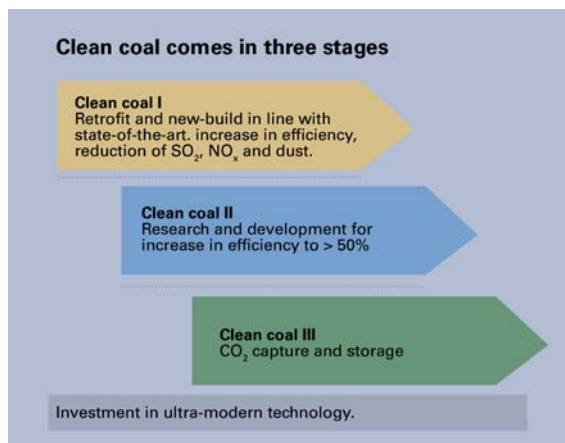 Clean coal comes in three stages
Clean coal I
Retrofit and new-build in line with
state-of-the-art. increase in efficiency,
reduction of SO₂, NOₓ and dust.
Clean coal II
Research and development for
increase in efficiency to > 50%
Clean coal III
CO₂ capture and storage
Investment in ultra-modern technology.